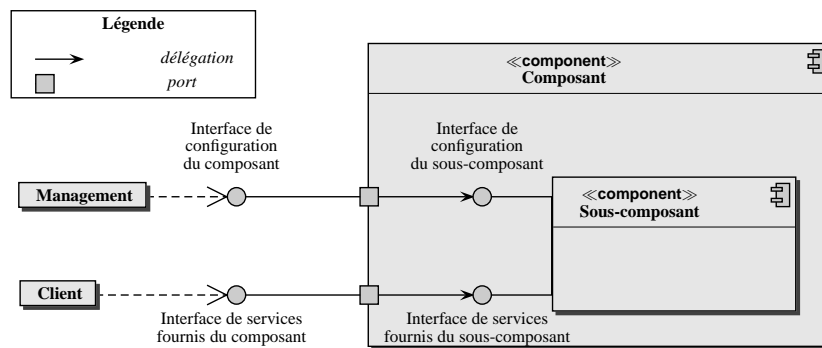 Légende
délégation
port
≪component≫
Composant
Interface de
configuration
du composant
Interface de
configuration
du sous-composant
Management
≪component≫
Sous-composant
Client
Interface de services
fournis du composant
Interface de services
fournis du sous-composant